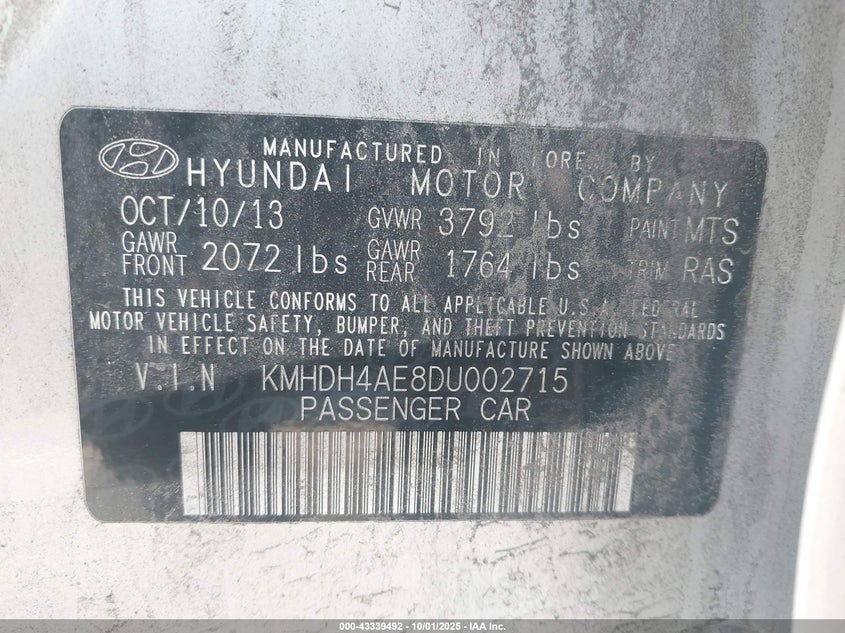 MANUFACTURED IN KOREA BY
HYUNDAI MOTOR COMPANY
OCT/10/13 GVWR 3792 lbs PAINT MTS
GAWR FRONT 2072 lbs GAWR REAR 1764 lbs TRIM RAS
THIS VEHICLE CONFORMS TO ALL APPLICABLE U.S.A. FEDERAL
MOTOR VEHICLE SAFETY, BUMPER, AND THEFT PREVENTION STANDARDS
IN EFFECT ON THE DATE OF MANUFACTURE SHOWN ABOVE
V.I.N KMHDH4AE8DU002715
PASSENGER CAR
000-43339492 - 10/01/2025 - IAA Inc.